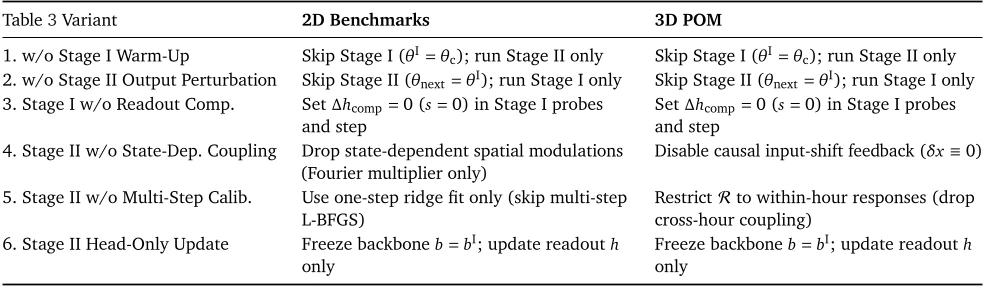 Table 3 Variant 2D Benchmarks 3D POM
1. w/o Stage I Warm-Up Skip Stage I (θ^I = θ_c); run Stage II only Skip Stage I (θ^I = θ_c); run Stage II only
2. w/o Stage II Output Perturbation Skip Stage II (θ_next = θ^I); run Stage I only Skip Stage II (θ_next = θ^I); run Stage I only
3. Stage I w/o Readout Comp. Set Δh_comp = 0 (s = 0) in Stage I probes Set Δh_comp = 0 (s = 0) in Stage I probes
and step and step
4. Stage II w/o State-Dep. Coupling Drop state-dependent spatial modulations Disable causal input-shift feedback (δx ≡ 0)
(Fourier multiplier only)
5. Stage II w/o Multi-Step Calib. Use one-step ridge fit only (skip multi-step Restrict ℛ to within-hour responses (drop
L-BFGS) cross-hour coupling)
6. Stage II Head-Only Update Freeze backbone b = b^I; update readout h Freeze backbone b = b^I; update readout h
only only